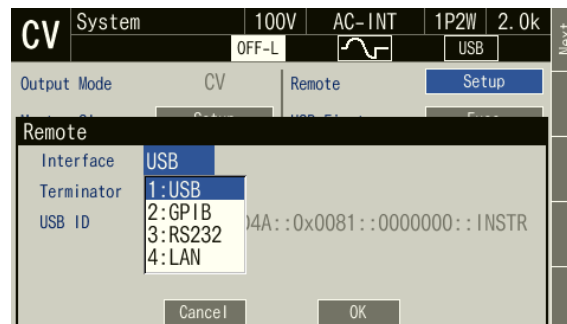 CV System 100V AC-INT 1P2W 2.0k
OFF-L USB
Next
Output Mode CV Remote Setup
Remote
Interface USB
Terminator 1:USB
2:GPIB
USB ID 04A::0x0081::0000000::INSTR
3:RS232
4:LAN
Cancel OK